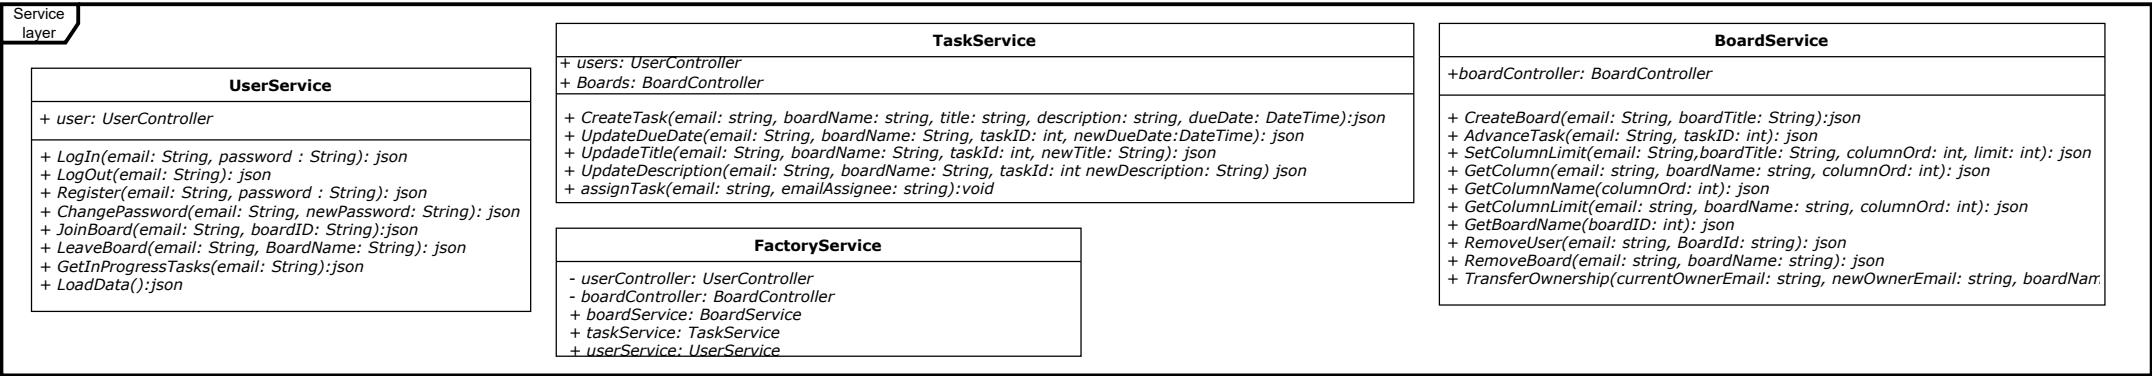 Service
layer
UserService
+ user: UserController
+ LogIn(email: String, password : String): json
+ LogOut(email: String): json
+ Register(email: String, password : String): json
+ ChangePassword(email: String, newPassword: String): json
+ JoinBoard(email: String, boardID: String):json
+ LeaveBoard(email: String, BoardName: String): json
+ GetInProgressTasks(email: String):json
+ LoadData():json
TaskService
+ users: UserController
+ Boards: BoardController
+ CreateTask(email: string, boardName: string, title: string, description: string, dueDate: DateTime):json
+ UpdateDueDate(email: String, boardName: String, taskID: int, newDueDate:DateTime): json
+ UpdadeTitle(email: String, boardName: String, taskId: int, newTitle: String): json
+ UpdateDescription(email: String, boardName: String, taskId: int newDescription: String) json
+ assignTask(email: string, emailAssignee: string):void
FactoryService
- userController: UserController
- boardController: BoardController
+ boardService: BoardService
+ taskService: TaskService
+ userService: UserService
BoardService
+boardController: BoardController
+ CreateBoard(email: String, boardTitle: String):json
+ AdvanceTask(email: String, taskID: int): json
+ SetColumnLimit(email: String,boardTitle: String, columnOrd: int, limit: int): json
+ GetColumn(email: string, boardName: string, columnOrd: int): json
+ GetColumnName(columnOrd: int): json
+ GetColumnLimit(email: string, boardName: string, columnOrd: int): json
+ GetBoardName(boardID: int): json
+ RemoveUser(email: string, BoardId: string): json
+ RemoveBoard(email: string, boardName: string): json
+ TransferOwnership(currentOwnerEmail: string, newOwnerEmail: string, boardNam